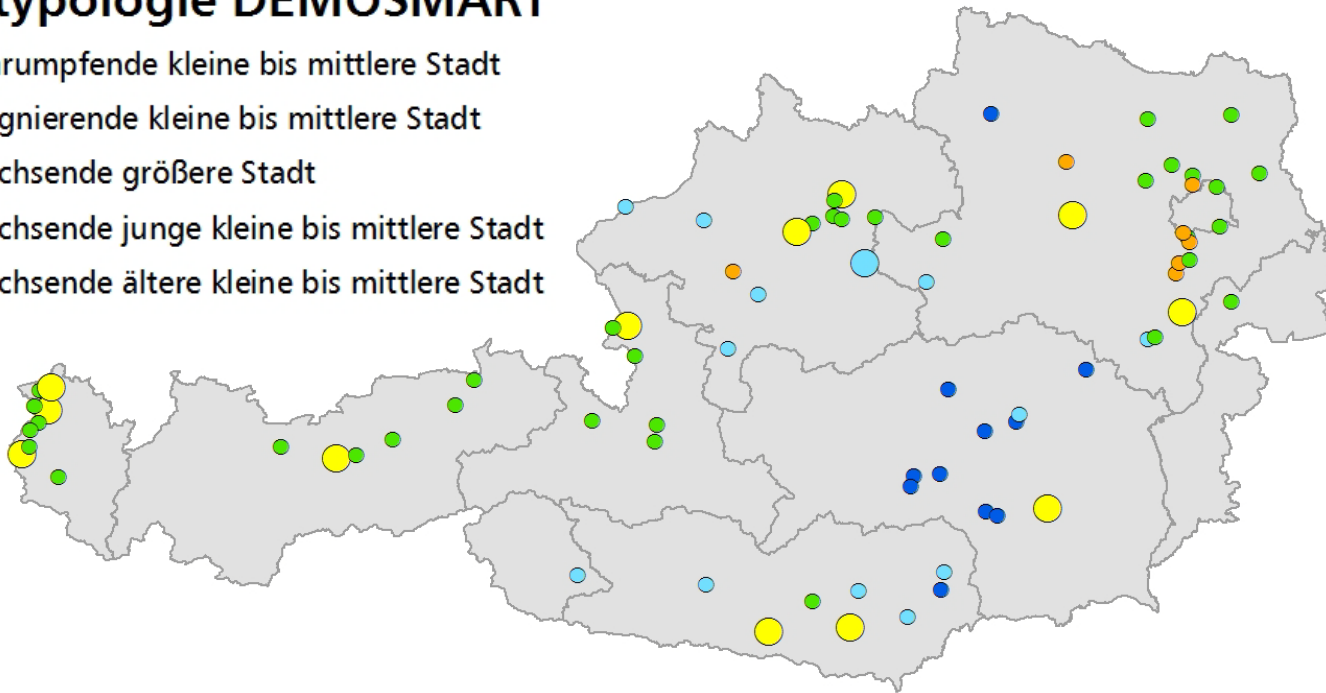 typologie DEMOSMART
rumpfende kleine bis mittlere Stadt
gnierende kleine bis mittlere Stadt
chsende größere Stadt
chsende junge kleine bis mittlere Stadt
chsende ältere kleine bis mittlere Stadt